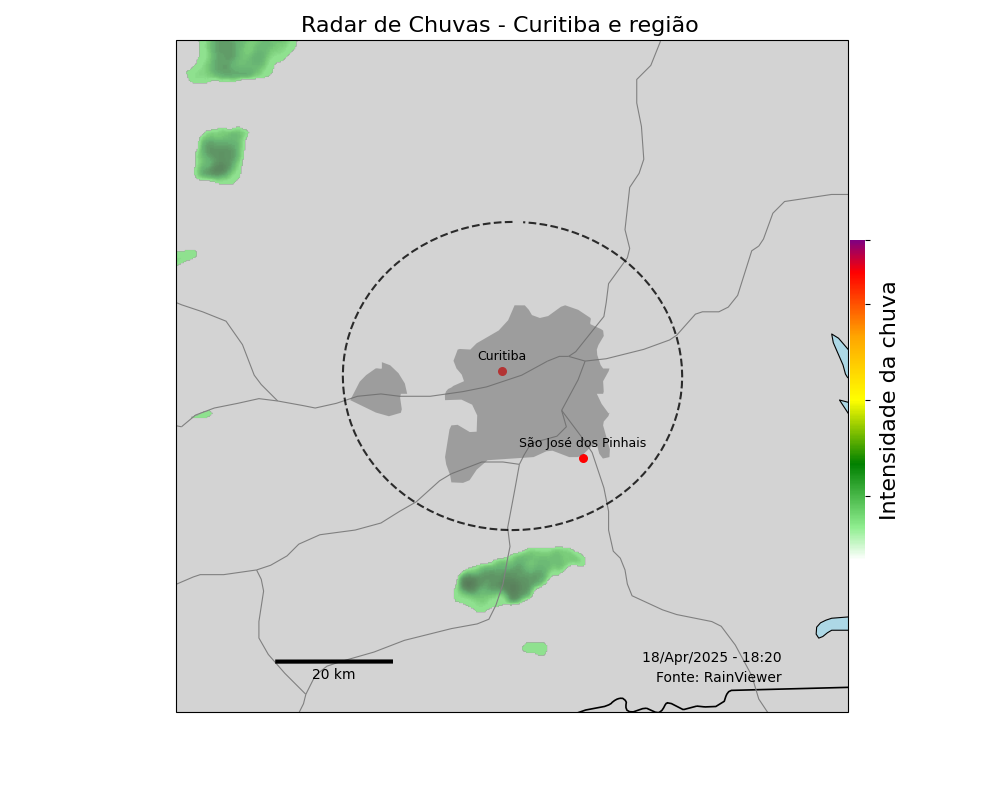 Radar de Chuvas - Curitiba e região
Curitiba
São José dos Pinhais
Intensidade da chuva
18/Apr/2025 - 18:20
20 km
Fonte: RainViewer